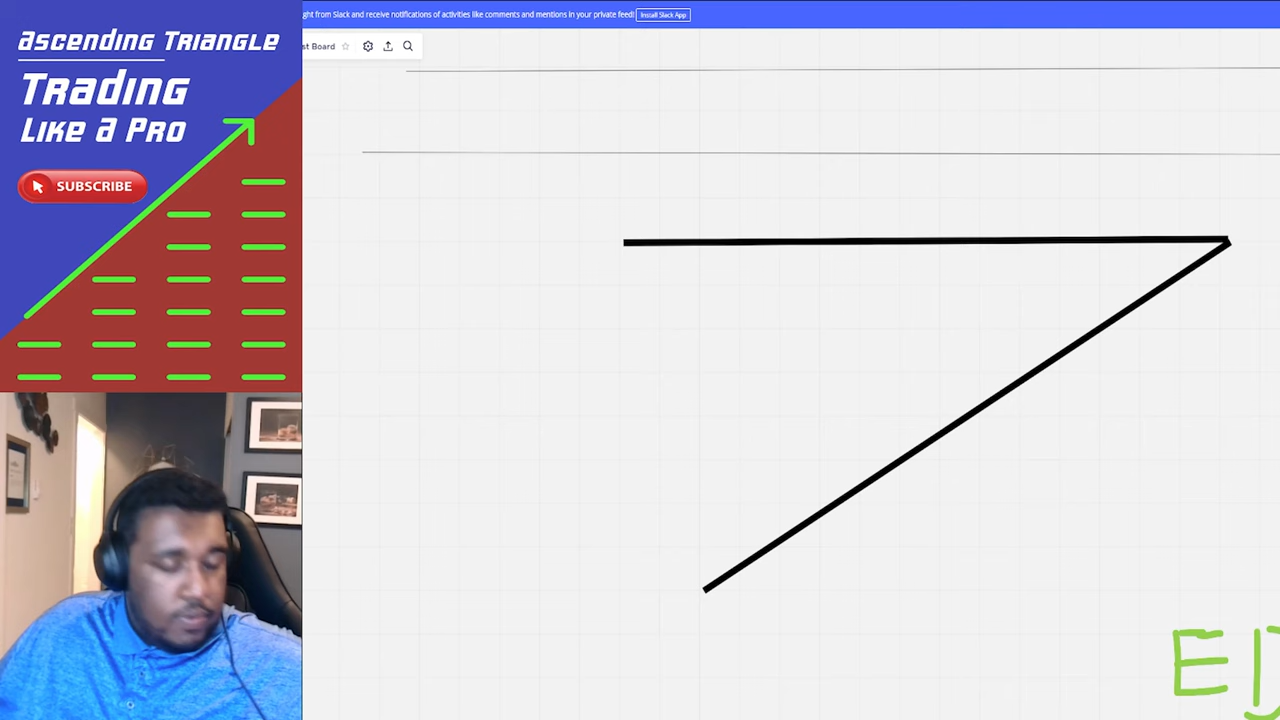 ght from Slack and receive notifications of activities like comments and mentions in your private feed! Install Slack App
st Board
Ascending Triangle
Trading
Like a Pro
SUBSCRIBE
E